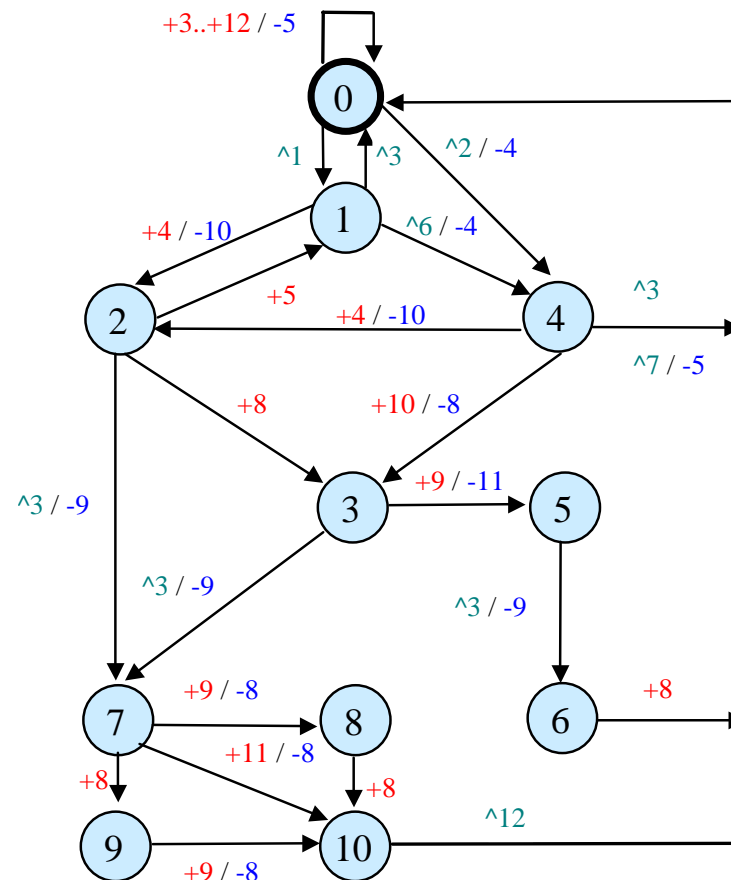 +3..+12 / -5
0
^1
^3
^2 / -4
1
+4 / -10
^6 / -4
+5
2
4
^3
+4 / -10
^7 / -5
+8
+10 / -8
+9 / -11
3
5
^3 / -9
^3 / -9
^3 / -9
+9 / -8
+8
7
8
6
+11 / -8
+8
+8
^12
9
10
+9 / -8